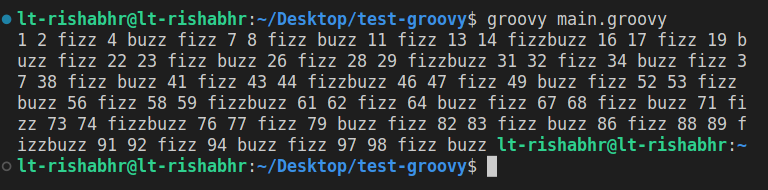 lt-rishabhr@lt-rishabhr:~/Desktop/test-groovy$ groovy main.groovy
1 2 fizz 4 buzz fizz 7 8 fizz buzz 11 fizz 13 14 fizzbuzz 16 17 fizz 19 b
uzz fizz 22 23 fizz buzz 26 fizz 28 29 fizzbuzz 31 32 fizz 34 buzz fizz 3
7 38 fizz buzz 41 fizz 43 44 fizzbuzz 46 47 fizz 49 buzz fizz 52 53 fizz
buzz 56 fizz 58 59 fizzbuzz 61 62 fizz 64 buzz fizz 67 68 fizz buzz 71 fi
zz 73 74 fizzbuzz 76 77 fizz 79 buzz fizz 82 83 fizz buzz 86 fizz 88 89 f
izzbuzz 91 92 fizz 94 buzz fizz 97 98 fizz buzz lt-rishabhr@lt-rishabhr:~
lt-rishabhr@lt-rishabhr:~/Desktop/test-groovy$